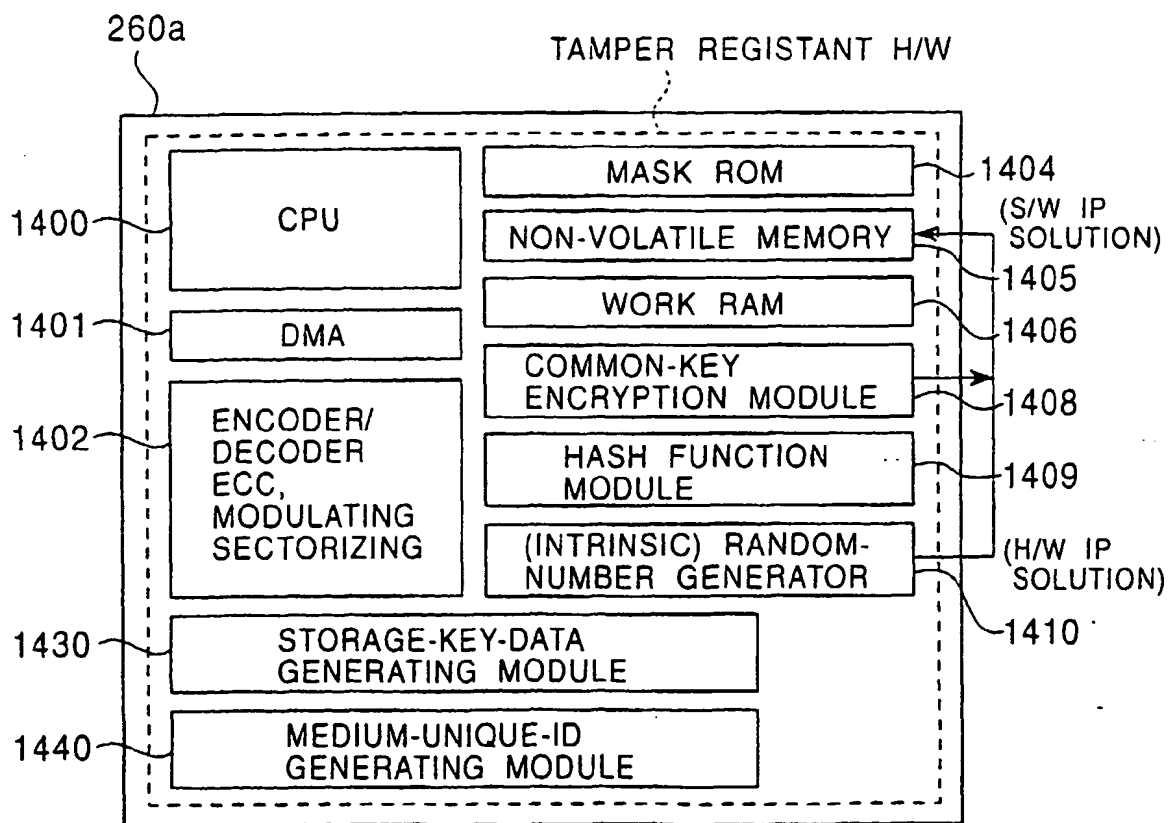 260a
TAMPER REGISTANT H/W
1400
CPU
1401
DMA
1402
ENCODER/
DECODER
ECC,
MODULATING
SECTORIZING
MASK ROM
1404
NON-VOLATILE MEMORY
(S/W IP
SOLUTION)
1405
WORK RAM
1406
COMMON-KEY
ENCRYPTION MODULE
1408
HASH FUNCTION
MODULE
1409
(INTRINSIC) RANDOM-
NUMBER GENERATOR
(H/W IP
SOLUTION)
1410
1430
STORAGE-KEY-DATA
GENERATING MODULE
1440
MEDIUM-UNIQUE-ID
GENERATING MODULE